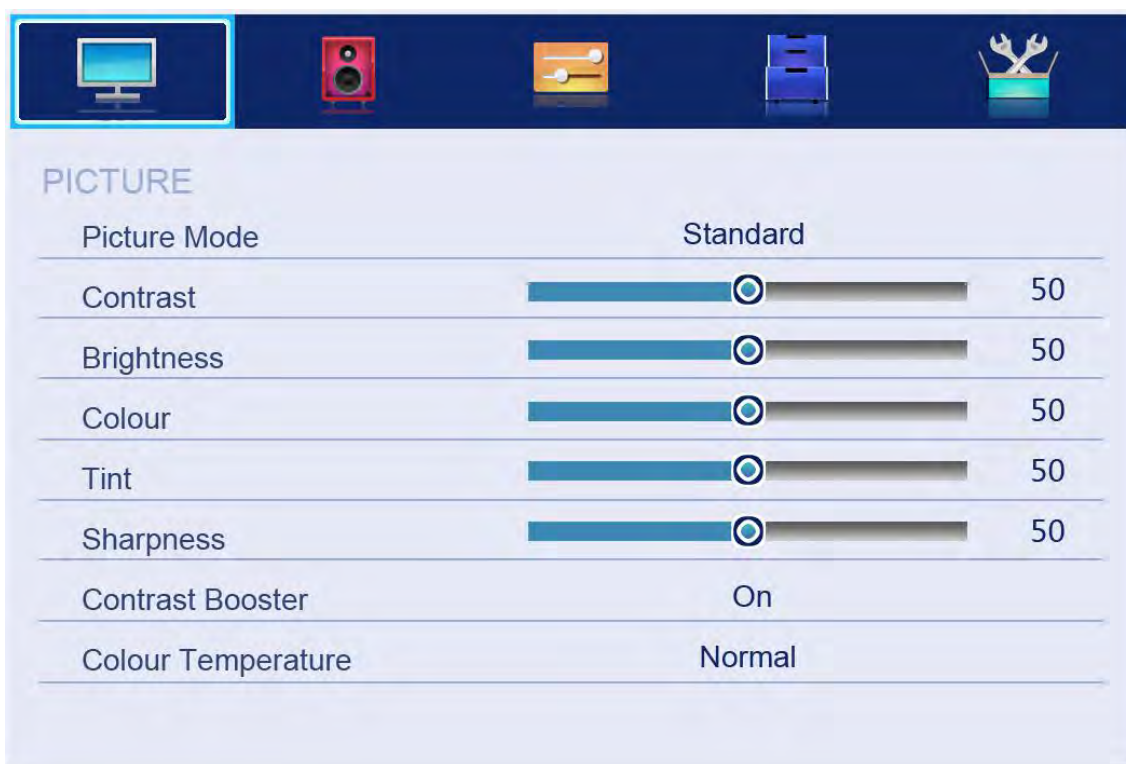 PICTURE
Picture Mode Standard
Contrast 50
Brightness 50
Colour 50
Tint 50
Sharpness 50
Contrast Booster On
Colour Temperature Normal